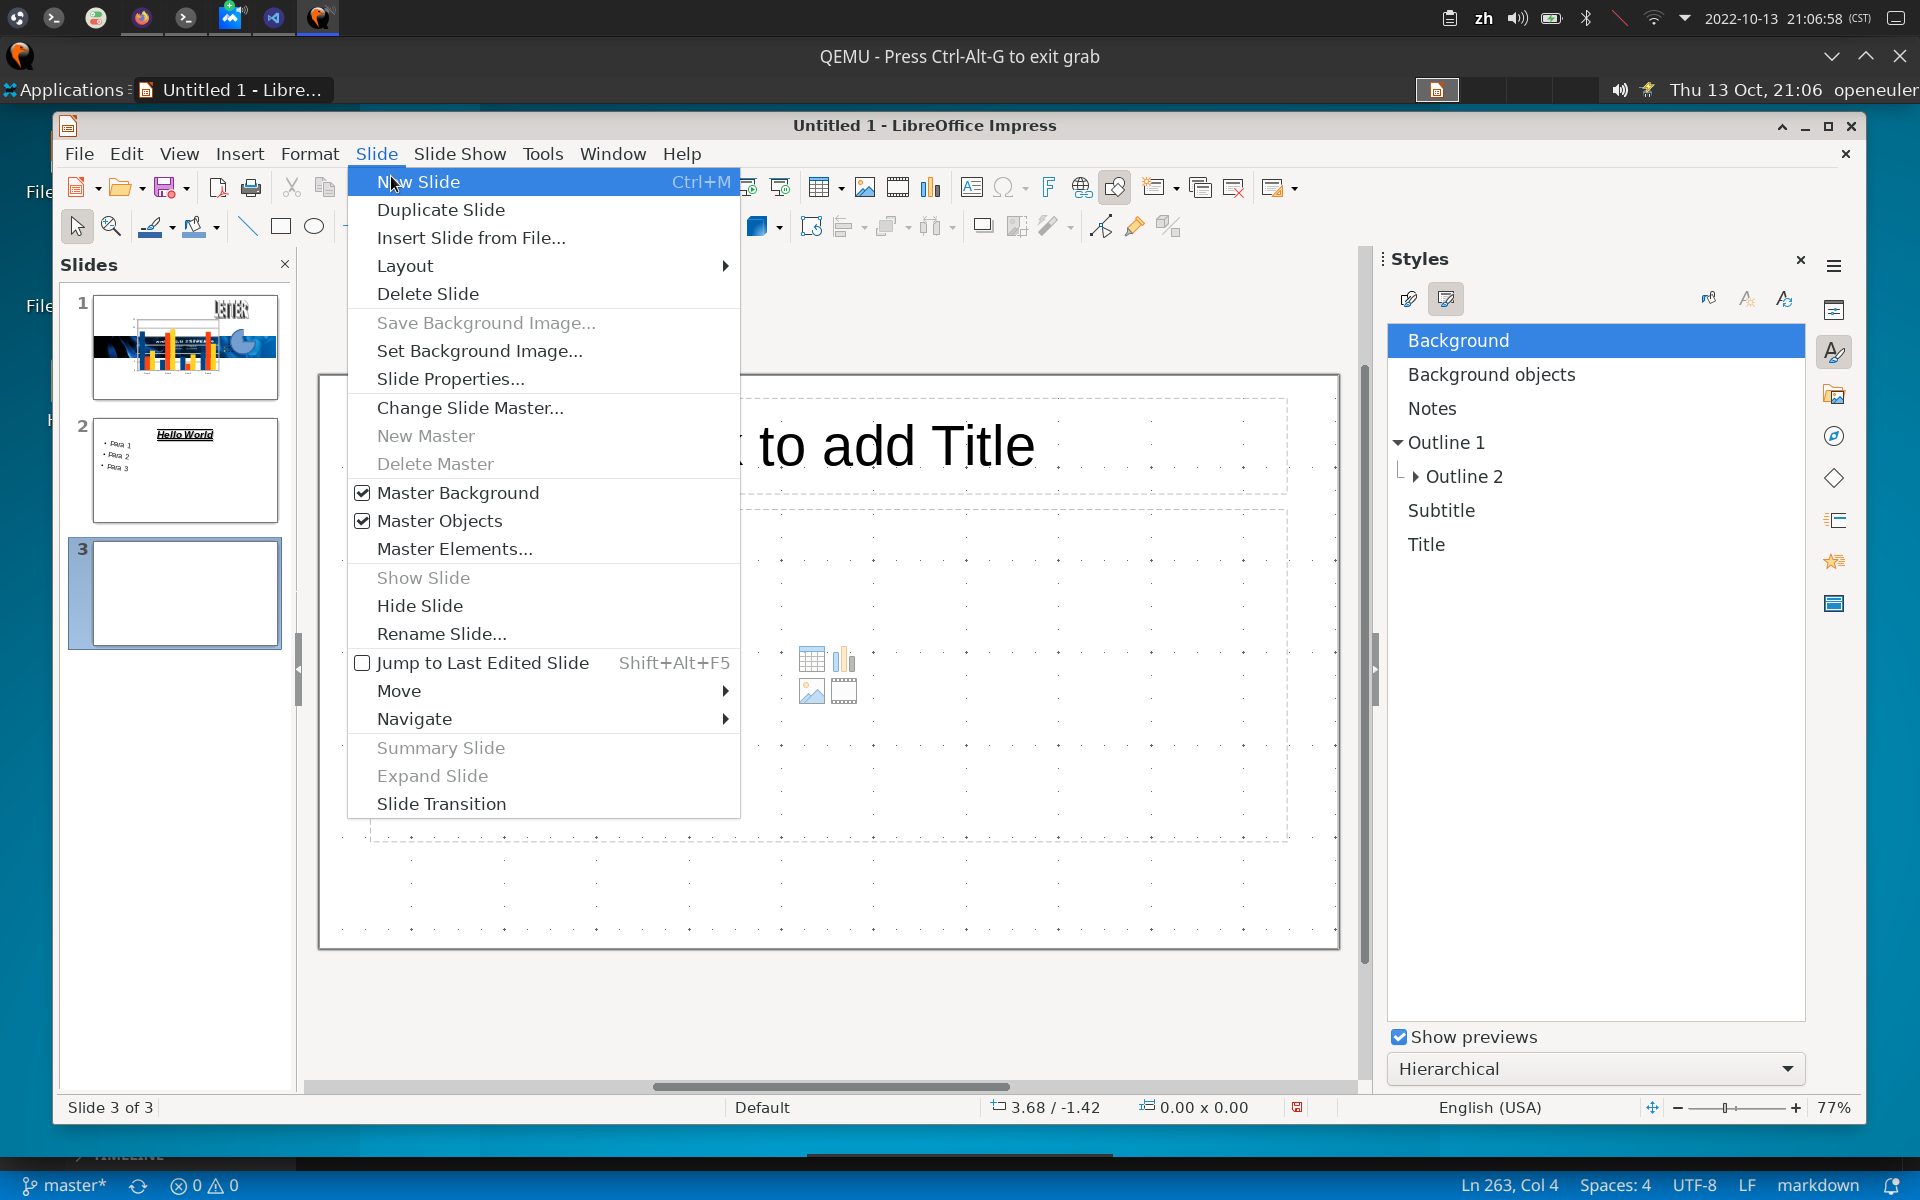 zh
2022-10-13 21:06:58 (CST)
QEMU - Press Ctrl-Alt-G to exit grab
Applications
Untitled 1 - Libre...
Thu 13 Oct, 21:06 openeuler
Untitled 1 - LibreOffice Impress
File Edit View Insert Format Slide Slide Show Tools Window Help
New Slide Ctrl+M
Duplicate Slide
Insert Slide from File...
Layout
Delete Slide
Save Background Image...
Set Background Image...
Slide Properties...
Change Slide Master...
New Master
Delete Master
Master Background
Master Objects
Master Elements...
Show Slide
Hide Slide
Rename Slide...
Jump to Last Edited Slide Shift+Alt+F5
Move
Navigate
Summary Slide
Expand Slide
Slide Transition
File
File
Slides
1
2
Hello World
• Para 1
• Para 2
• Para 3
3
to add Title
Styles
Background
Background objects
Notes
Outline 1
Outline 2
Subtitle
Title
Show previews
Hierarchical
Slide 3 of 3
Default
3.68 / -1.42
0.00 x 0.00
English (USA)
77%
TIMELINE
master*
0 0
Ln 263, Col 4
Spaces: 4
UTF-8
LF
markdown